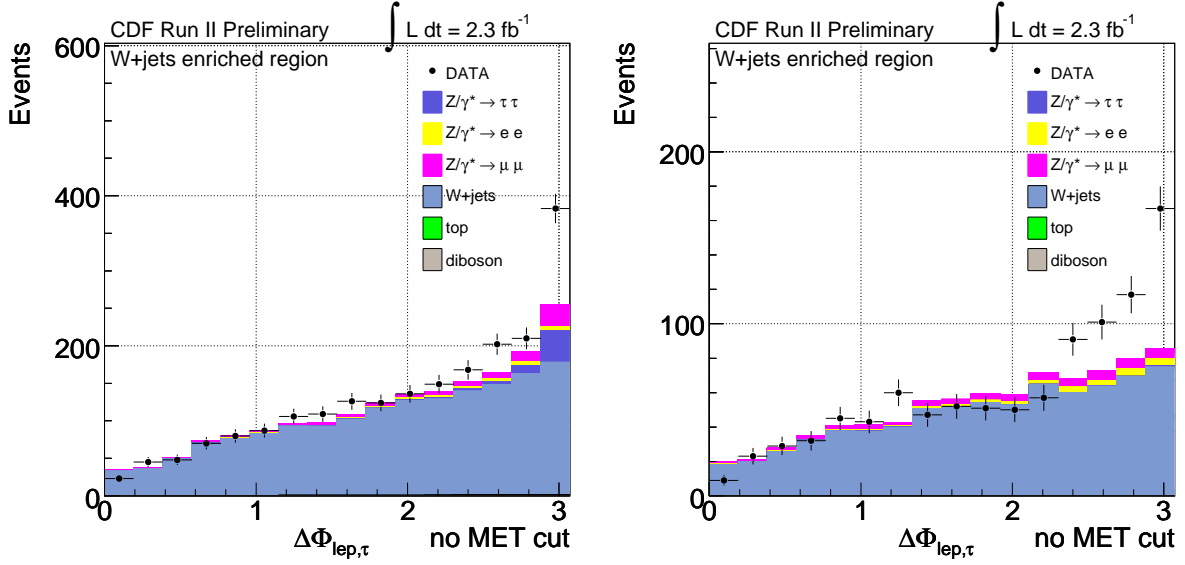 CDF Run II Preliminary ∫ L dt = 2.3 fb⁻¹
W+jets enriched region
Events
600
400
200
0
DATA
Z/γ* → τ τ
Z/γ* → e e
Z/γ* → μ μ
W+jets
top
diboson
0 1 2 3
ΔΦlep,τ no MET cut
CDF Run II Preliminary ∫ L dt = 2.3 fb⁻¹
W+jets enriched region
Events
200
100
0
DATA
Z/γ* → τ τ
Z/γ* → e e
Z/γ* → μ μ
W+jets
top
diboson
0 1 2 3
ΔΦlep,τ no MET cut